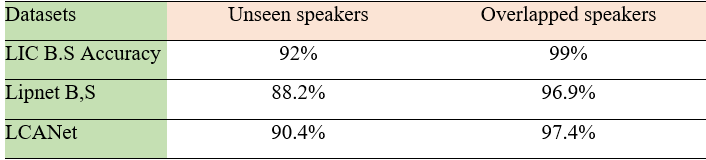 Datasets Unseen speakers Overlapped speakers
LIC B.S Accuracy 92% 99%
Lipnet B,S 88.2% 96.9%
LCANet 90.4% 97.4%